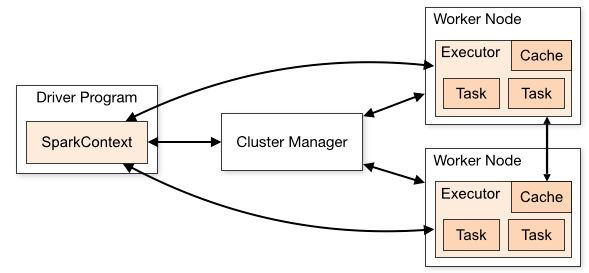 Driver Program
SparkContext
Cluster Manager
Worker Node
Executor
Cache
Task
Task
Worker Node
Executor
Cache
Task
Task